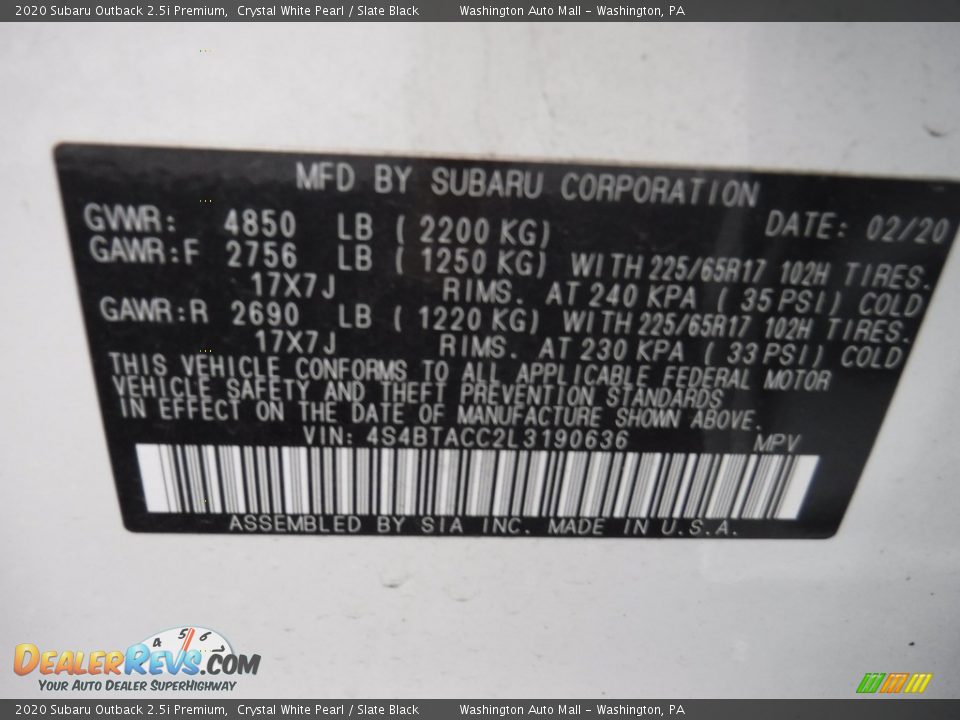 2020 Subaru Outback 2.5i Premium, Crystal White Pearl / Slate Black Washington Auto Mall - Washington, PA
MFD BY SUBARU CORPORATION
GVWR: 4850 LB ( 2200 KG) DATE: 02/20
GAWR:F 2756 LB ( 1250 KG) WITH 225/65R17 102H TIRES.
17X7J RIMS. AT 240 KPA ( 35 PSI) COLD
GAWR:R 2690 LB ( 1220 KG) WITH 225/65R17 102H TIRES.
17X7J RIMS. AT 230 KPA ( 33 PSI) COLD
THIS VEHICLE CONFORMS TO ALL APPLICABLE FEDERAL MOTOR
VEHICLE SAFETY AND THEFT PREVENTION STANDARDS
IN EFFECT ON THE DATE OF MANUFACTURE SHOWN ABOVE.
VIN: 4S4BTACC2L3190636 MPV
ASSEMBLED BY SIA INC. MADE IN U.S.A.
4 5 6 7
DEALERREVS.COM
YOUR AUTO DEALER SUPERHIGHWAY
2020 Subaru Outback 2.5i Premium, Crystal White Pearl / Slate Black Washington Auto Mall - Washington, PA